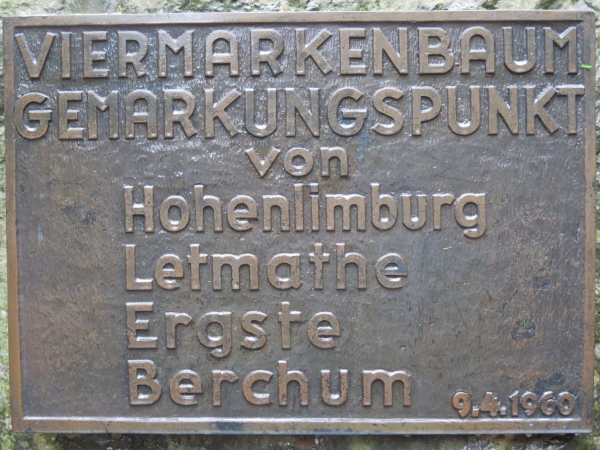 VIERMARKENBAUM
GEMARKUNGSPUNKT
von
Hohenlimburg
Letmathe
Ergste
Berchum
9.4.1960